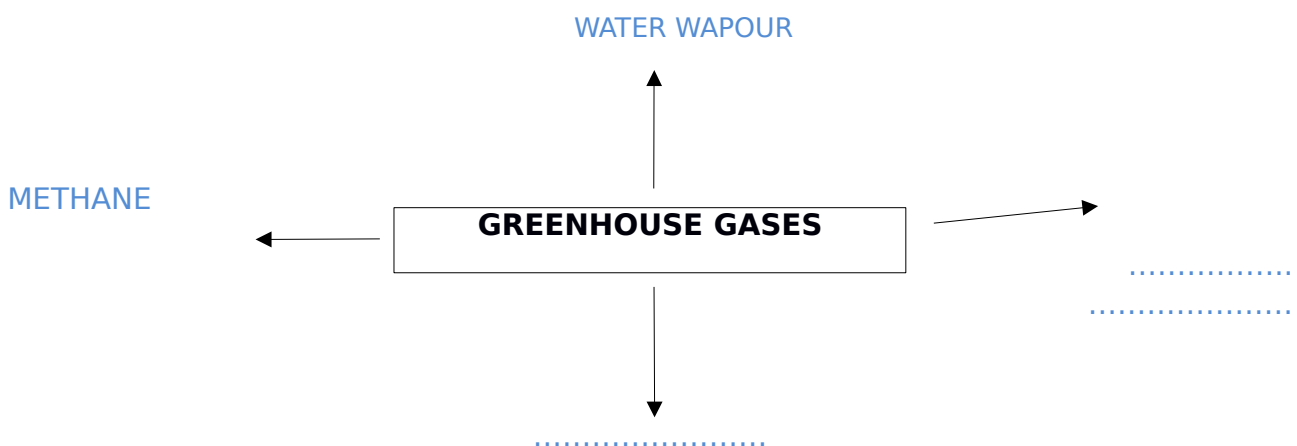 WATER WAPOUR
METHANE
GREENHOUSE GASES
.................
.....................
........................